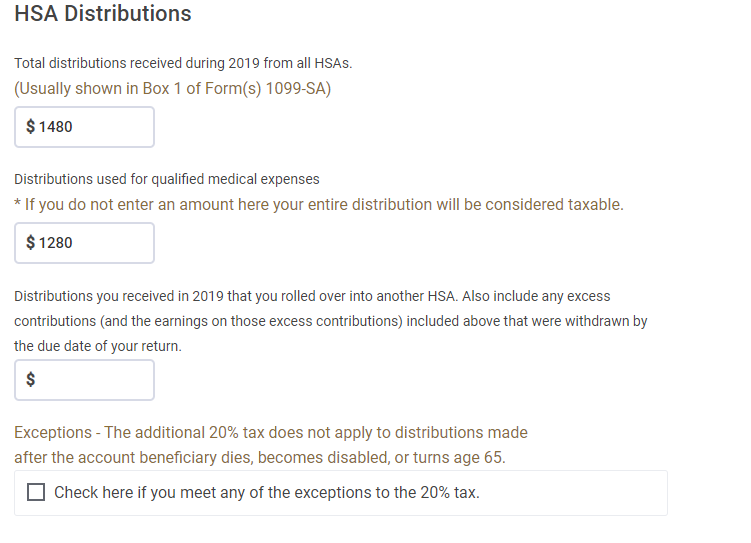 HSA Distributions
Total distributions received during 2019 from all HSAs.
(Usually shown in Box 1 of Form(s) 1099-SA)
$ 1480
Distributions used for qualified medical expenses
* If you do not enter an amount here your entire distribution will be considered taxable.
$ 1280
Distributions you received in 2019 that you rolled over into another HSA. Also include any excess
contributions (and the earnings on those excess contributions) included above that were withdrawn by
the due date of your return.
$
Exceptions - The additional 20% tax does not apply to distributions made
after the account beneficiary dies, becomes disabled, or turns age 65.
Check here if you meet any of the exceptions to the 20% tax.